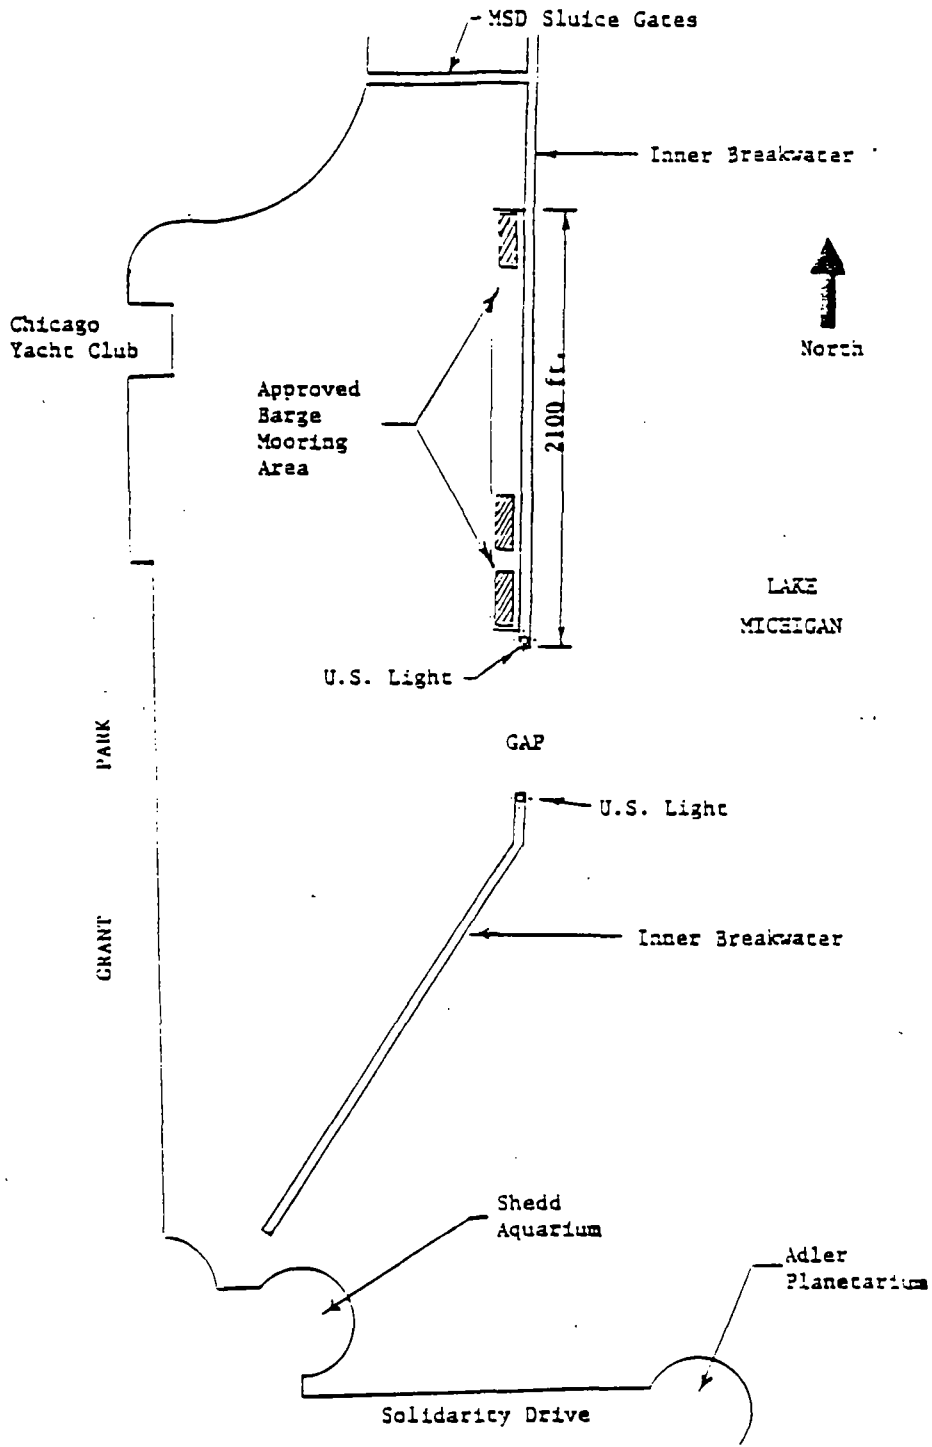 MSD Sluice Gates
Inner Breakwater
North
Chicago
Yacht Club
Approved
Barge
Mooring
Area
2100 ft.
LAKE
MICHIGAN
U.S. Light
GAP
U.S. Light
GRANT PARK
Inner Breakwater
Shedd
Aquarium
Adler
Planetarium
Solidarity Drive